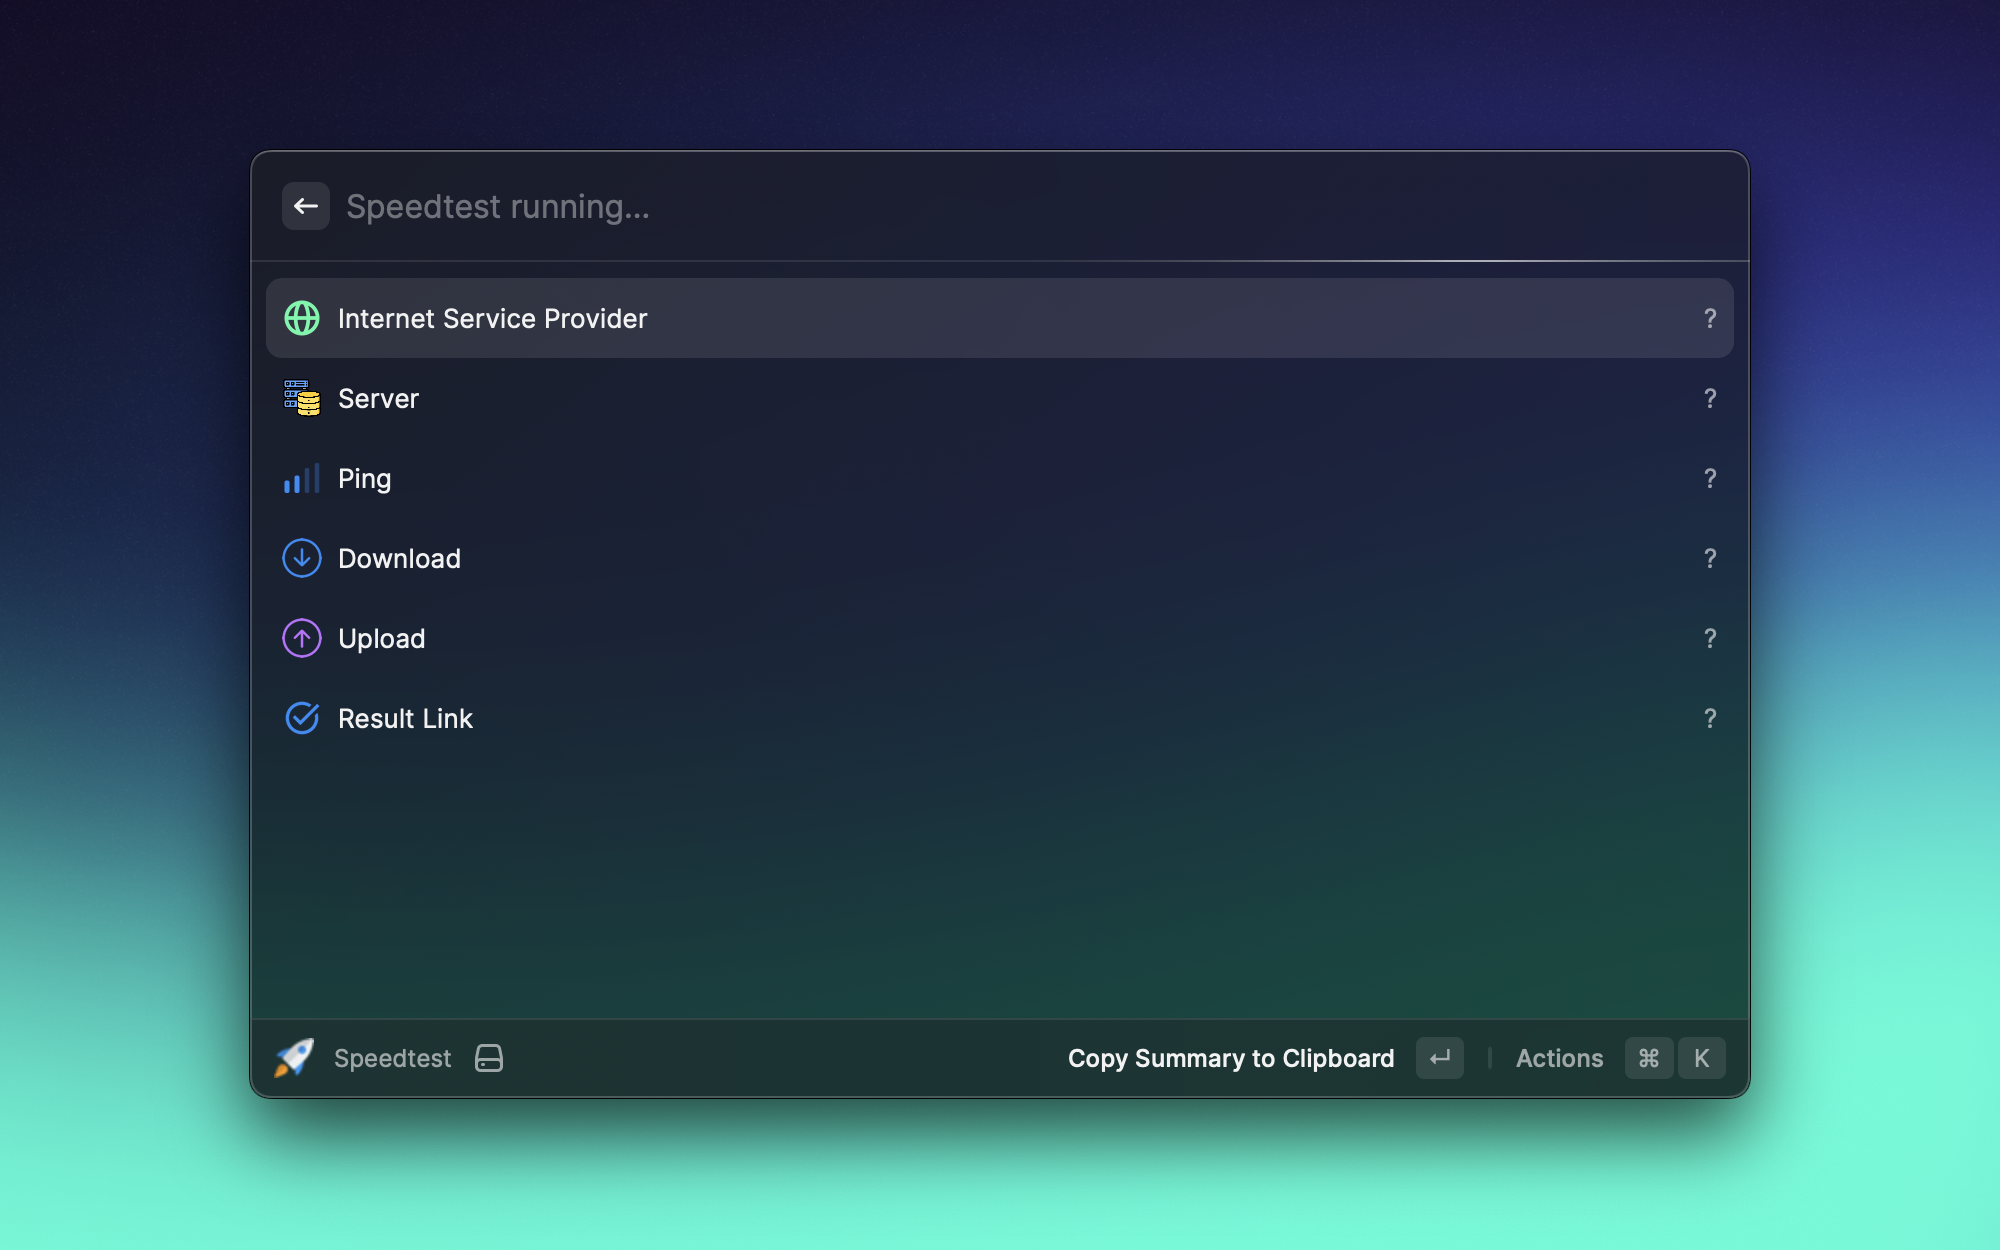 Speedtest running...
Internet Service Provider ?
Server ?
Ping ?
Download ?
Upload ?
Result Link ?
Speedtest Copy Summary to Clipboard ↵ Actions ⌘ K